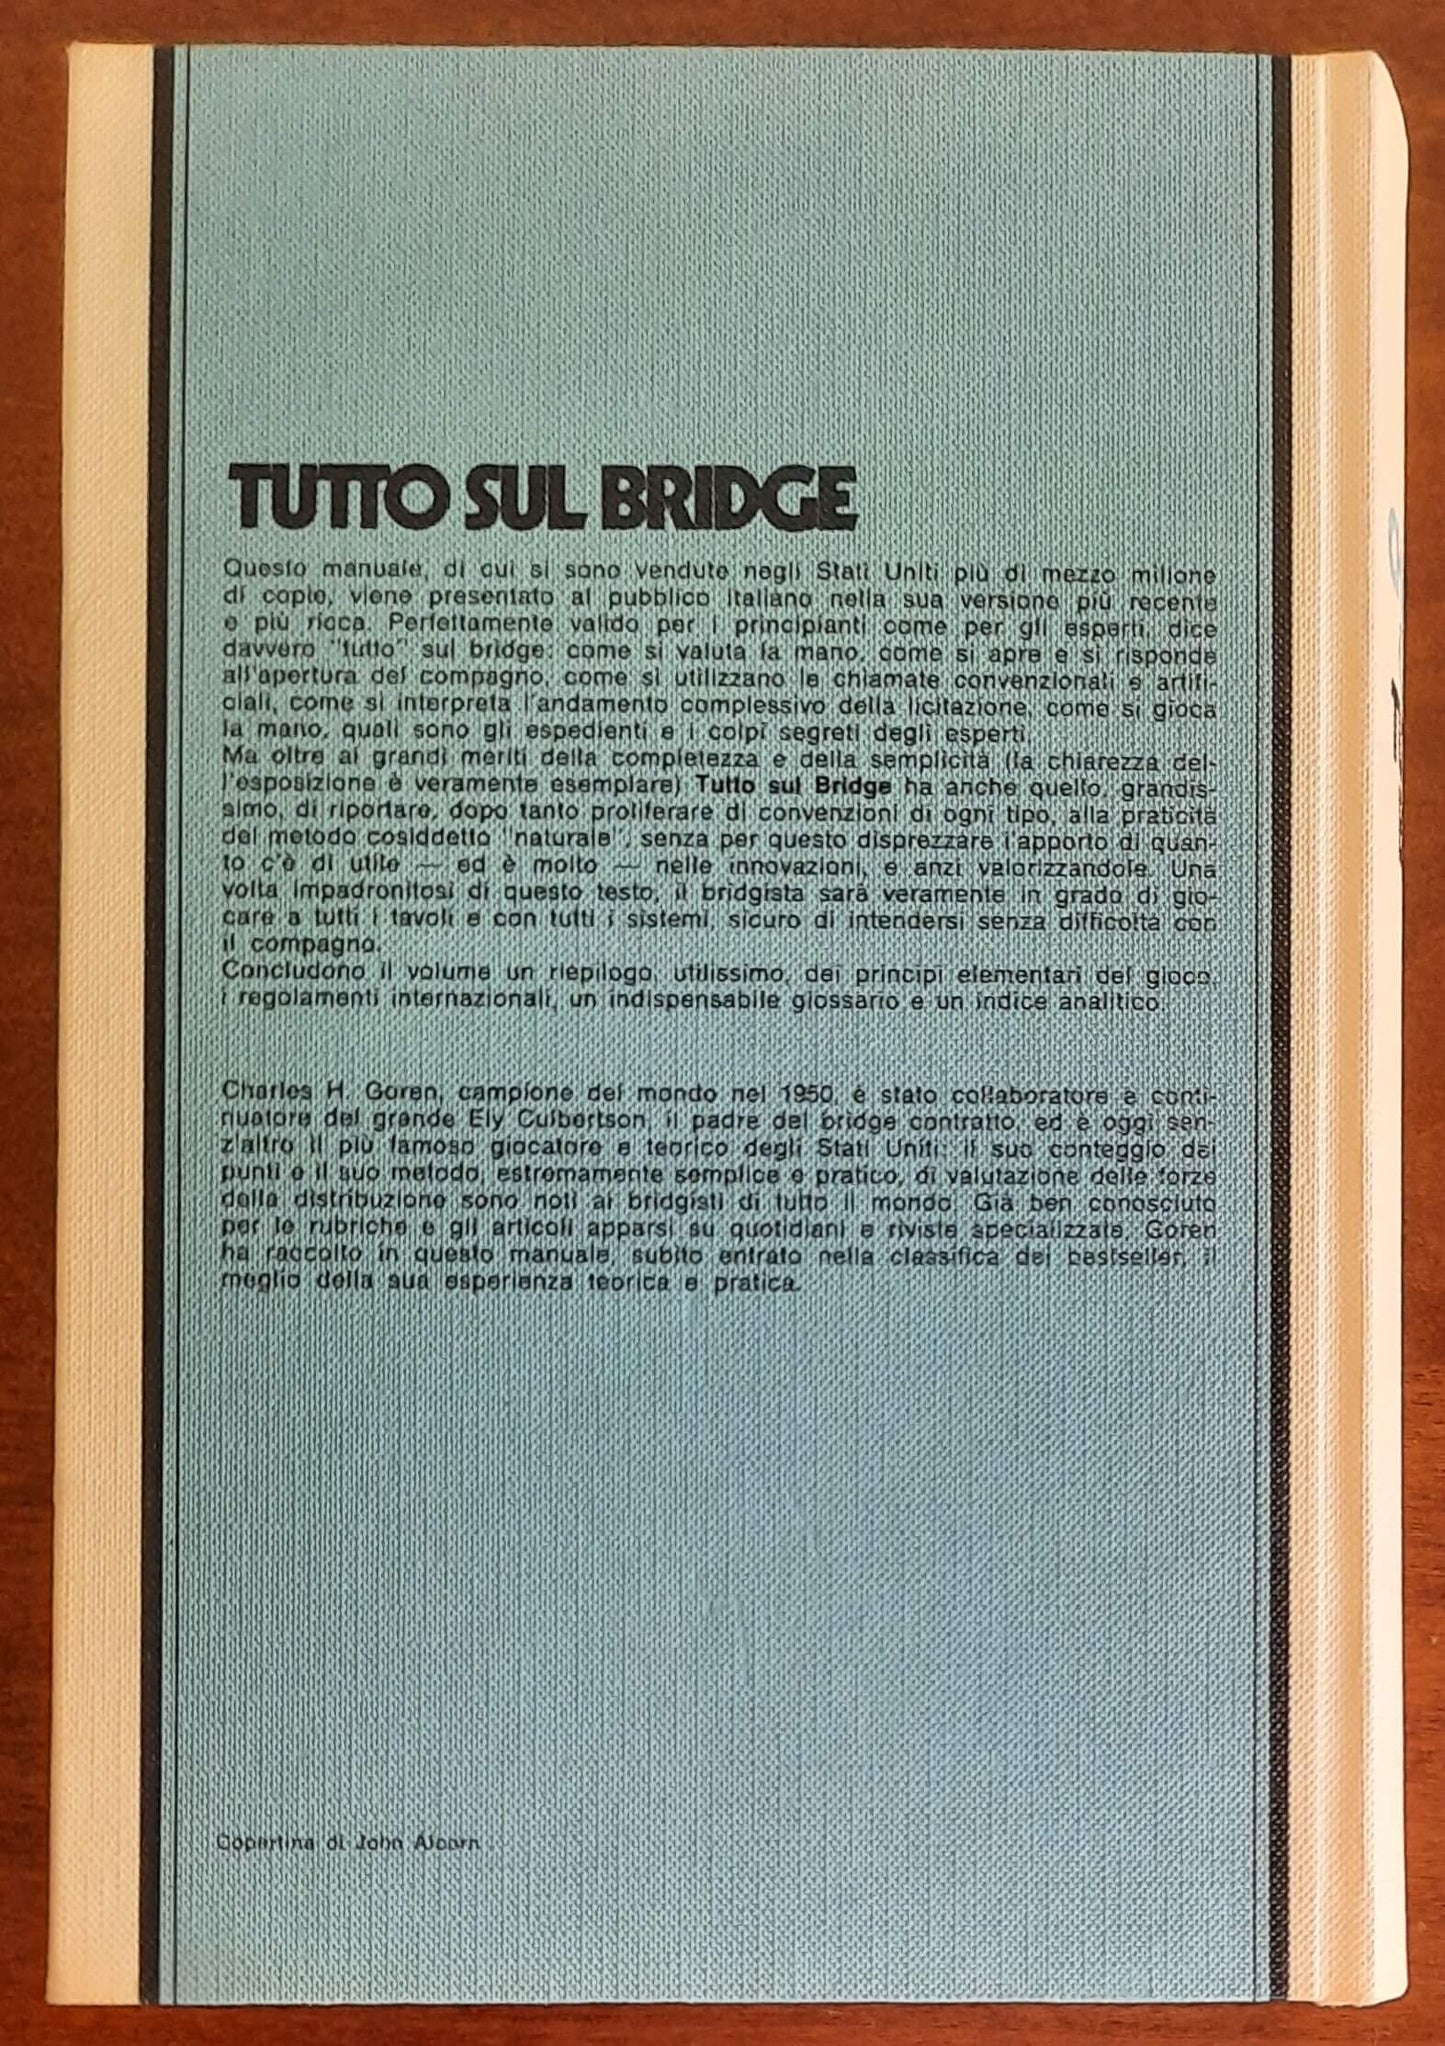 TUTTO SUL BRIDGE
Questo manuale, di cui si sono vendute negli Stati Uniti più di mezzo milione
di copie, viene presentato al pubblico italiano nella sua versione più recente
e più ricca. Perfettamente valido per i principianti come per gli esperti, dice
davvero "tutto" sul bridge: come si valuta la mano, come si apre e si risponde
all'apertura del compagno, come si utilizzano le chiamate convenzionali e artifi-
ciali, come si interpreta l'andamento complessivo della licitazione, come si gioca
la mano, quali sono gli espedienti e i colpi segreti degli esperti.
Ma oltre ai grandi meriti della completezza e della semplicità (la chiarezza del-
l'esposizione è veramente esemplare) Tutto sul Bridge ha anche quello, grandis-
simo, di riportare, dopo tanto proliferare di convenzioni di ogni tipo, alla praticità
del metodo cosiddetto "naturale", senza per questo disprezzare l'apporto di quan-
to c'è di utile — ed è molto — nelle innovazioni, e anzi valorizzandole. Una
volta impadronitosi di questo testo, il bridgista sarà veramente in grado di gio-
care a tutti i tavoli e con tutti i sistemi, sicuro di intendersi senza difficoltà con
il compagno.
Concludono il volume un riepilogo, utilissimo, dei principi elementari del gioco,
i regolamenti internazionali, un indispensabile glossario e un indice analitico.
Charles H. Goren, campione del mondo nel 1950, è stato collaboratore e conti-
nuatore del grande Ely Culbertson, il padre del bridge contratto, ed è oggi sen-
z'altro il più famoso giocatore e teorico degli Stati Uniti: il suo conteggio dei
punti e il suo metodo, estremamente semplice e pratico, di valutazione delle forze
della distribuzione sono noti ai bridgisti di tutto il mondo. Già ben conosciuto
per le rubriche e gli articoli apparsi su quotidiani e riviste specializzate, Goren
ha raccolto in questo manuale, subito entrato nella classifica dei bestseller, il
meglio della sua esperienza teorica e pratica.
Copertina di John Alcorn